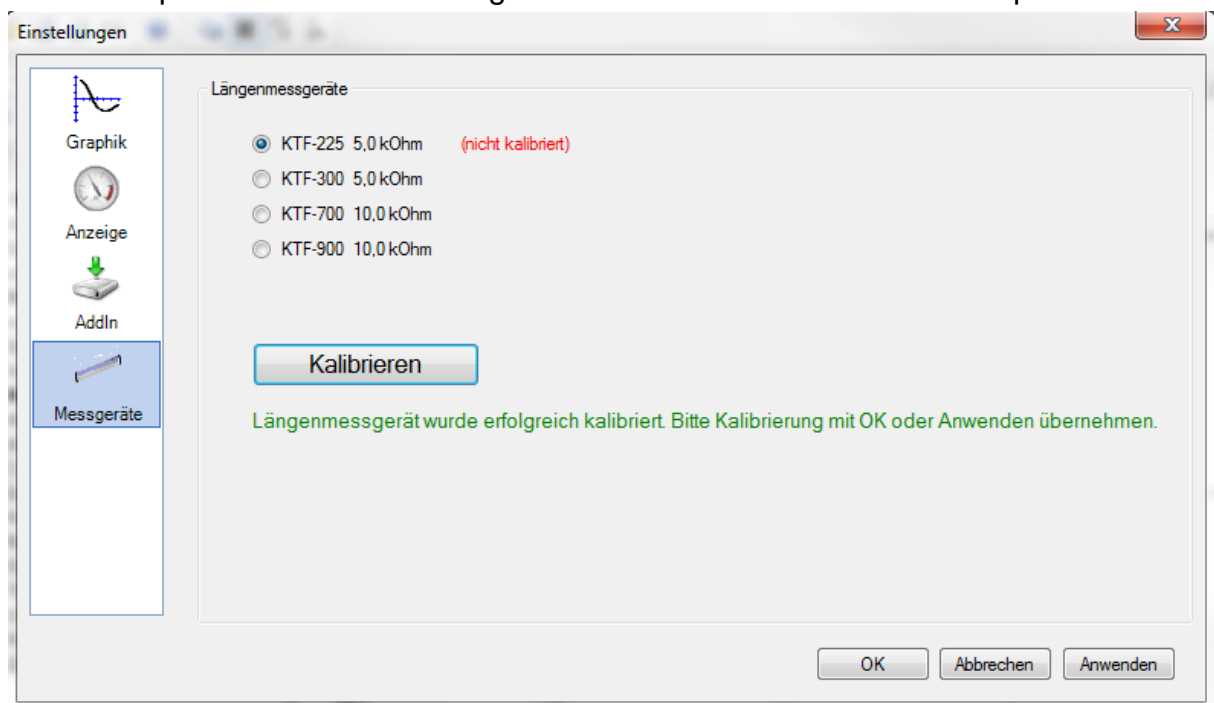 Einstellungen
X
Längenmessgeräte
Graphik
KTF-225 5,0 kOhm (nicht kalibriert)
KTF-300 5,0 kOhm
KTF-700 10,0 kOhm
Anzeige
KTF-900 10,0 kOhm
AddIn
Kalibrieren
Messgeräte
Längenmessgerät wurde erfolgreich kalibriert. Bitte Kalibrierung mit OK oder Anwenden übernehmen.
OK
Abbrechen
Anwenden